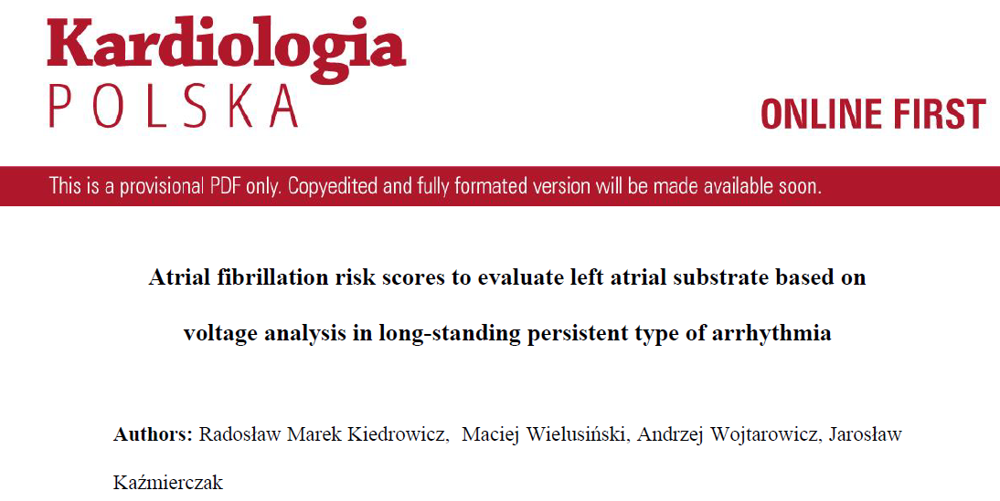 Kardiologia
POLSKA
ONLINE FIRST
This is a provisional PDF only. Copyedited and fully formated version will be made available soon.
Atrial fibrillation risk scores to evaluate left atrial substrate based on
voltage analysis in long-standing persistent type of arrhythmia
Authors: Radosław Marek Kiedrowicz, Maciej Wielusiński, Andrzej Wojtarowicz, Jarosław
Kaźmierczak